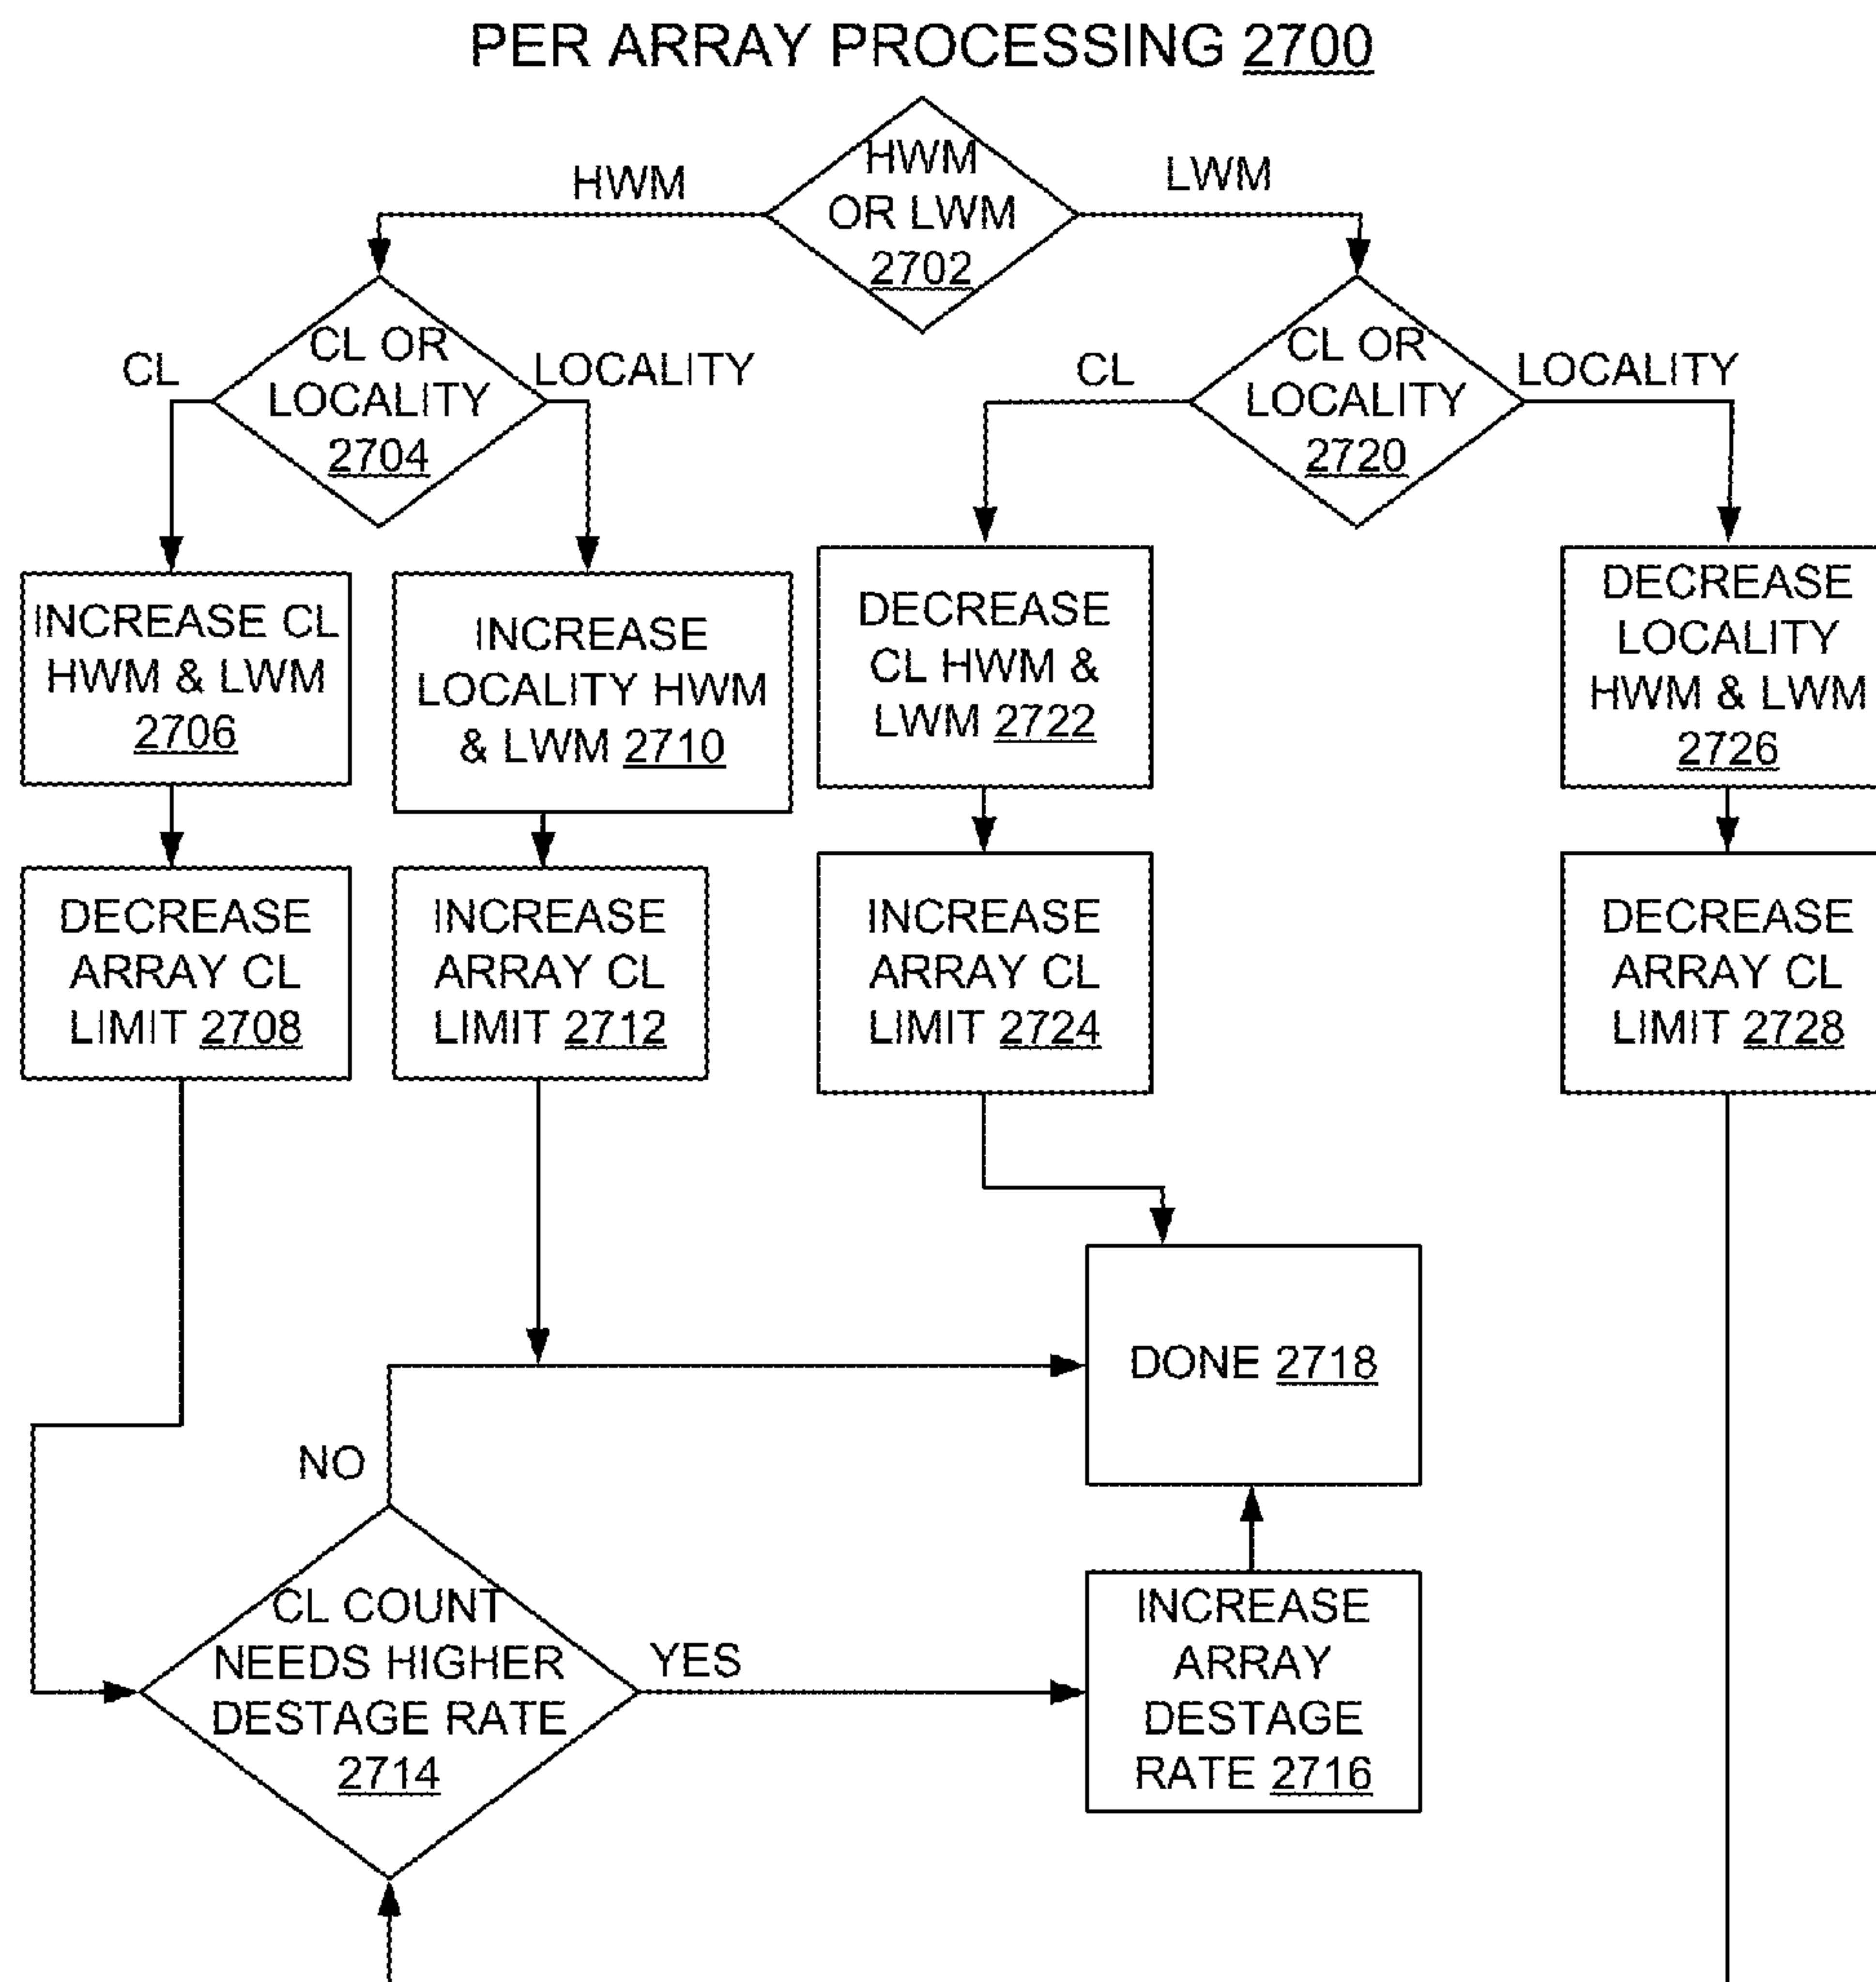 PER ARRAY PROCESSING 2700
HWM
HWM
OR LWM
2702
LWM
CL
CL OR
LOCALITY
2704
LOCALITY
CL
CL OR
LOCALITY
2720
LOCALITY
INCREASE CL
HWM & LWM
2706
INCREASE
LOCALITY HWM
& LWM 2710
DECREASE
CL HWM &
LWM 2722
DECREASE
LOCALITY
HWM & LWM
2726
DECREASE
ARRAY CL
LIMIT 2708
INCREASE
ARRAY CL
LIMIT 2712
INCREASE
ARRAY CL
LIMIT 2724
DECREASE
ARRAY CL
LIMIT 2728
DONE 2718
NO
CL COUNT
NEEDS HIGHER
DESTAGE RATE
2714
YES
INCREASE
ARRAY
DESTAGE
RATE 2716